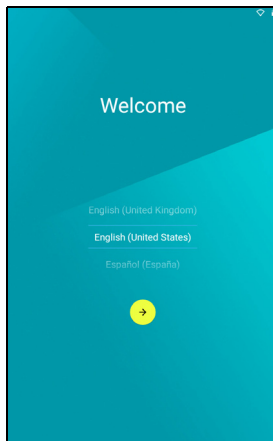 Welcome
English (United Kingdom)
English (United States)
Español (España)